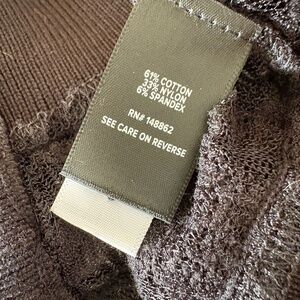 61% COTTON
33% NYLON
6% SPANDEX
RN# 148862
SEE CARE ON REVERSE